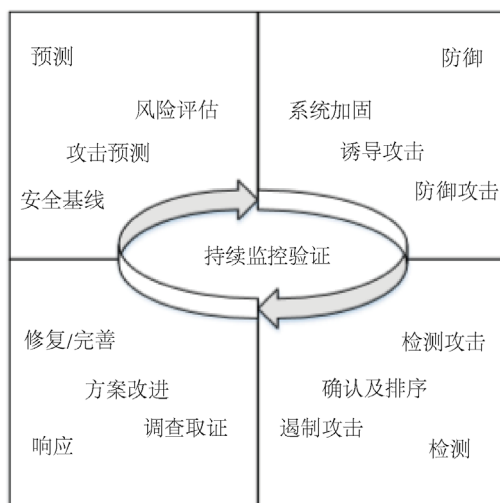 预测
风险评估
攻击预测
安全基线
防御
系统加固
诱导攻击
防御攻击
持续监控验证
修复/完善
方案改进
调查取证
响应
检测攻击
确认及排序
遏制攻击
检测